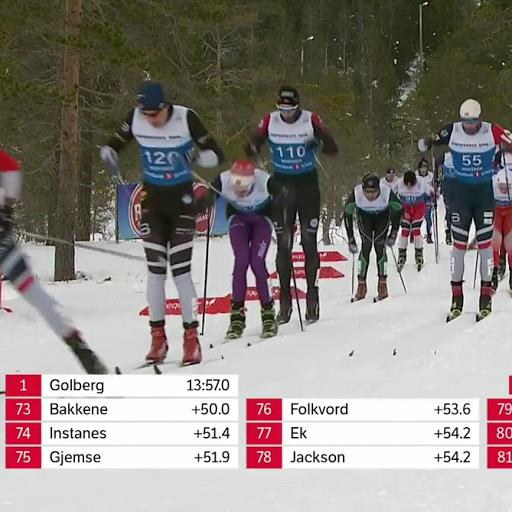 120
110
55
1 Golberg 13:57.0
73 Bakkene +50.0
74 Instanes +51.4
75 Gjemse +51.9
76 Folkvord +53.6
77 Ek +54.2
78 Jackson +54.2
79
80
81